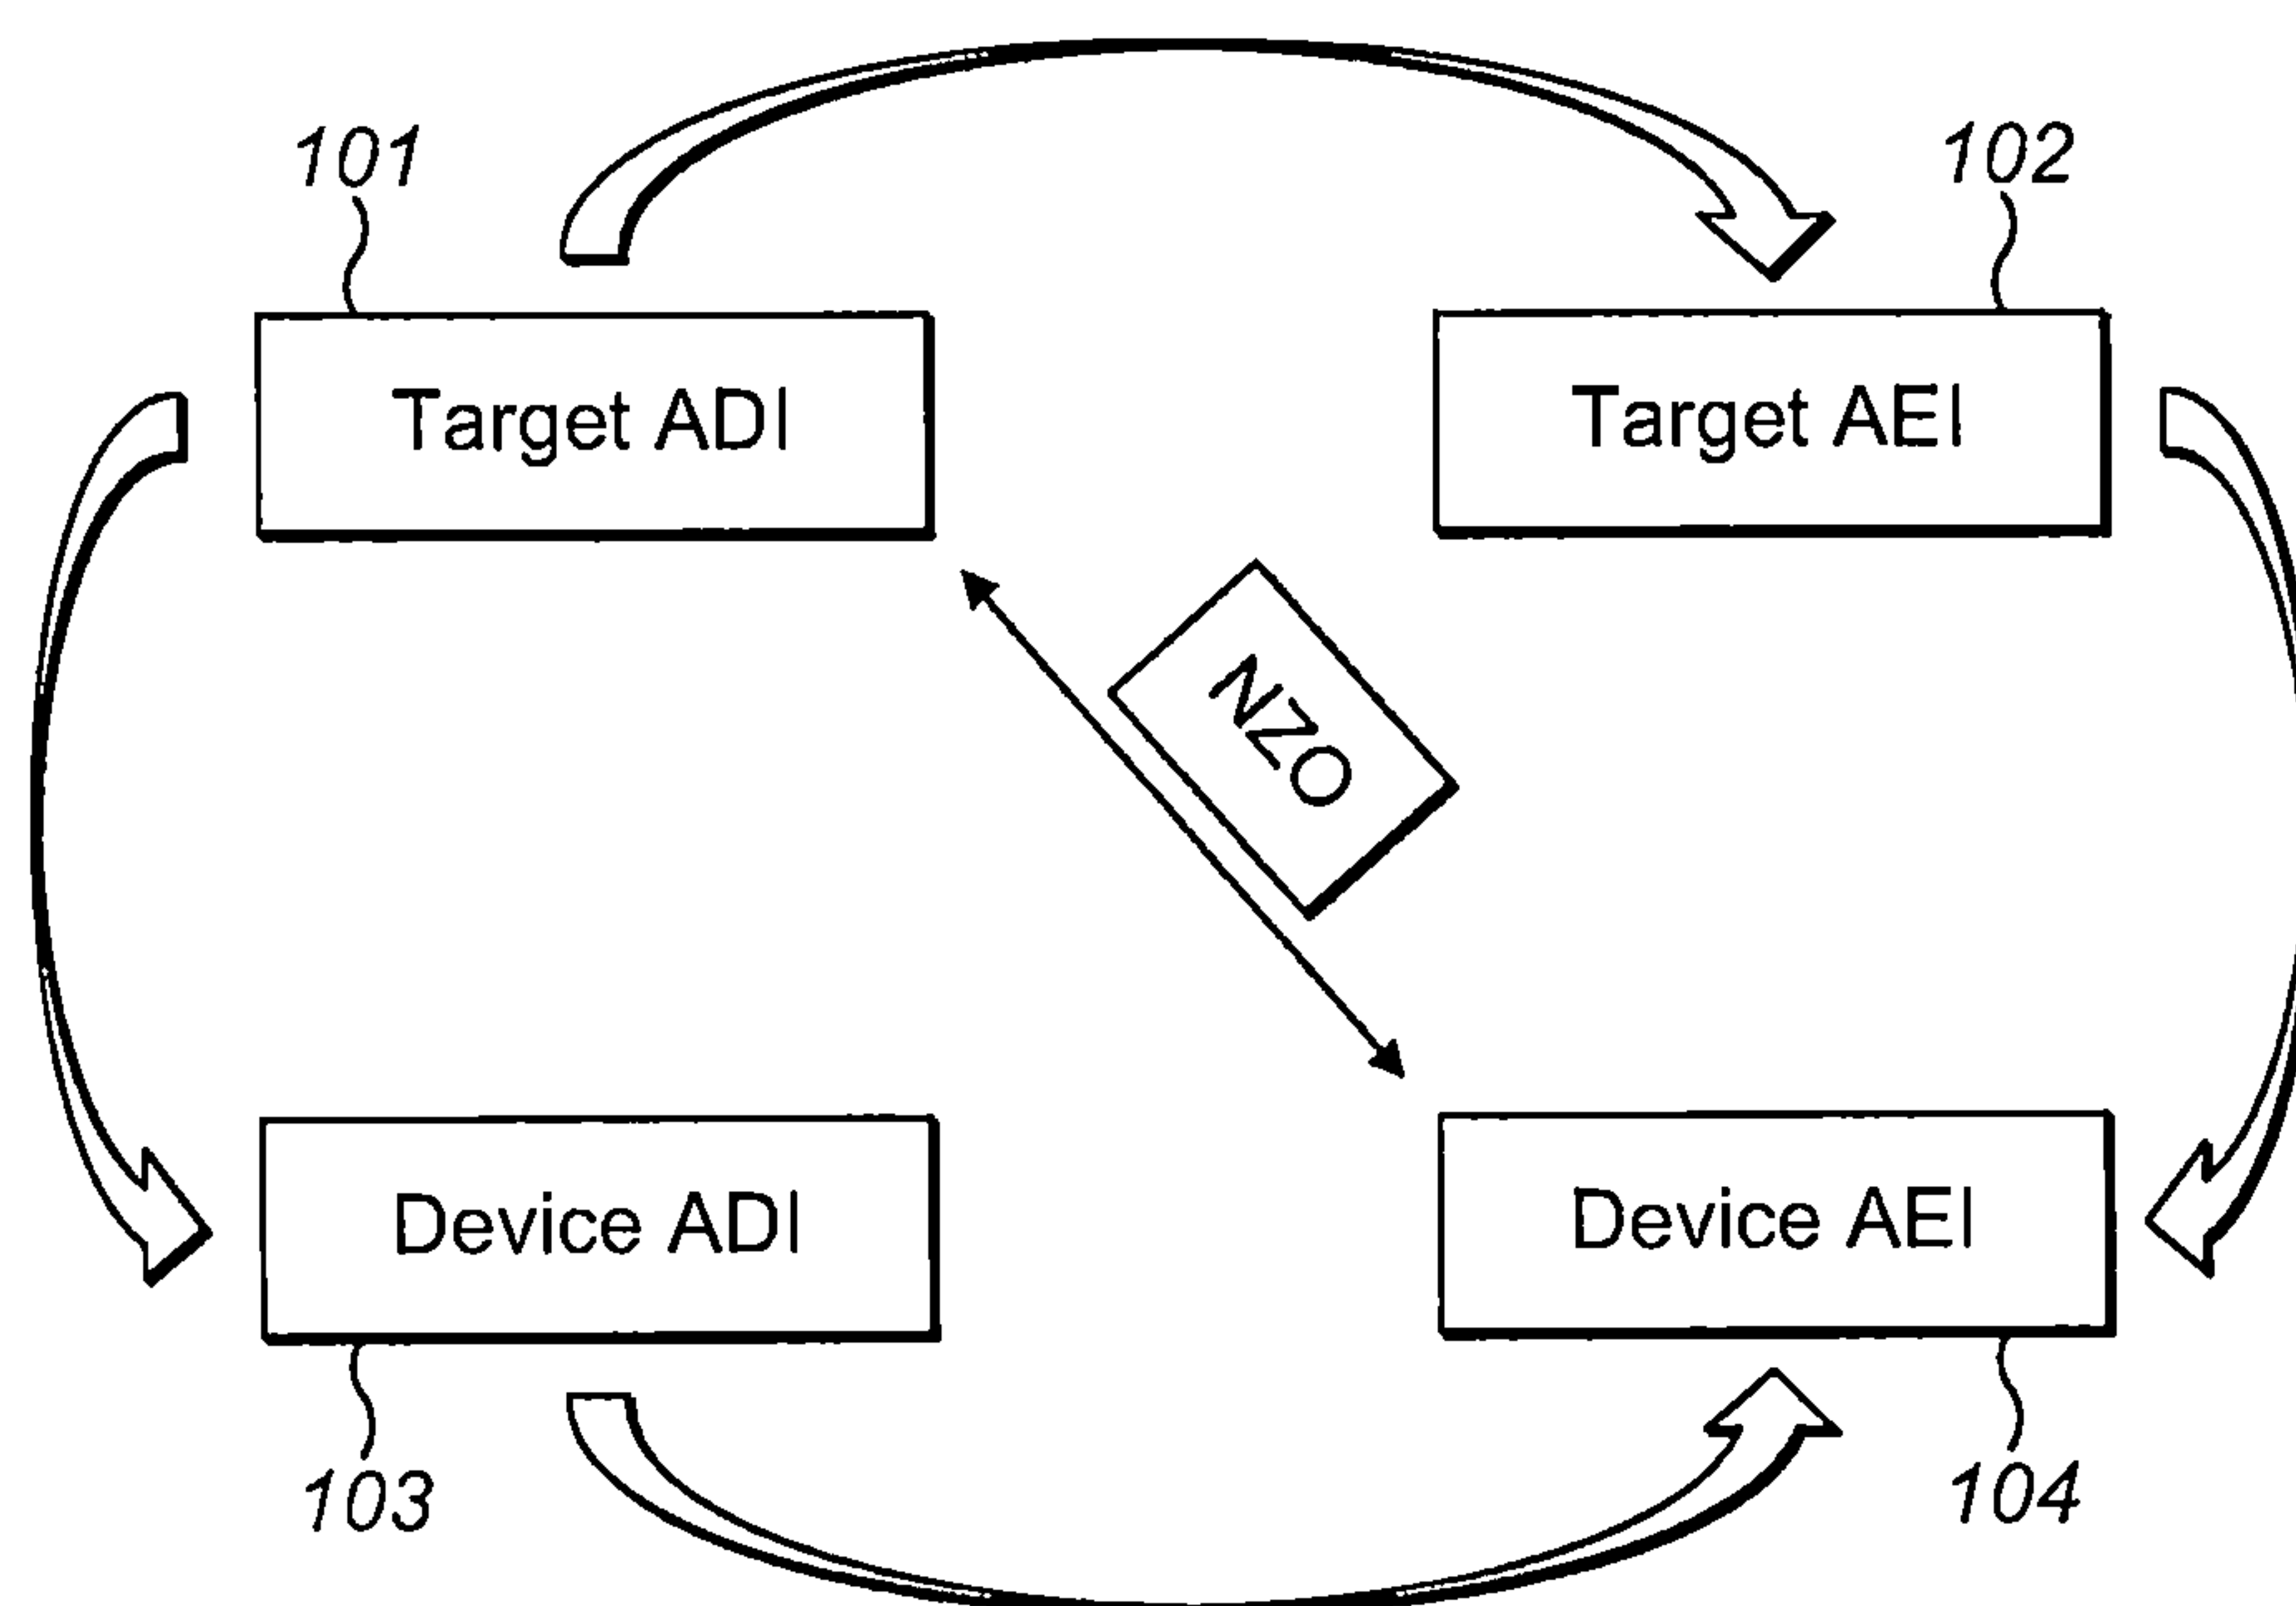 101
102
Target ADI
Target AEI
NZO
Device ADI
Device AEI
103
104